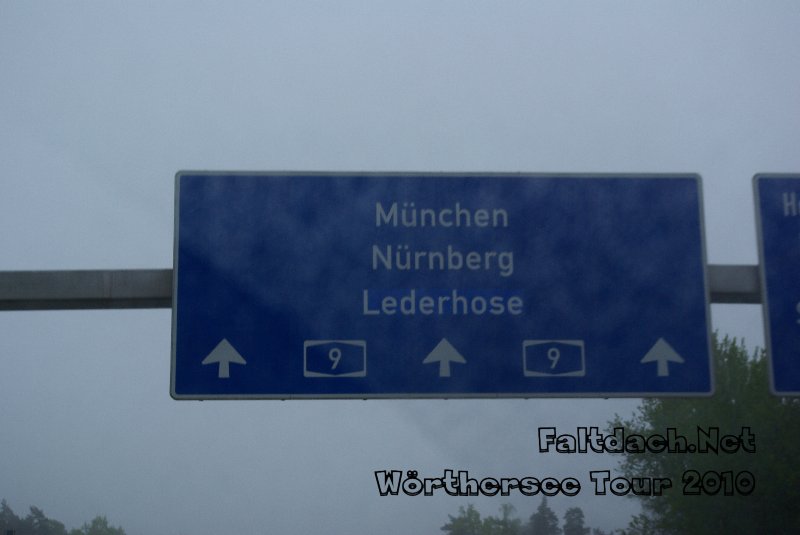 München
Nürnberg
Lederhose
9 9
Faltdach.Net
Wörthersee Tour 2010